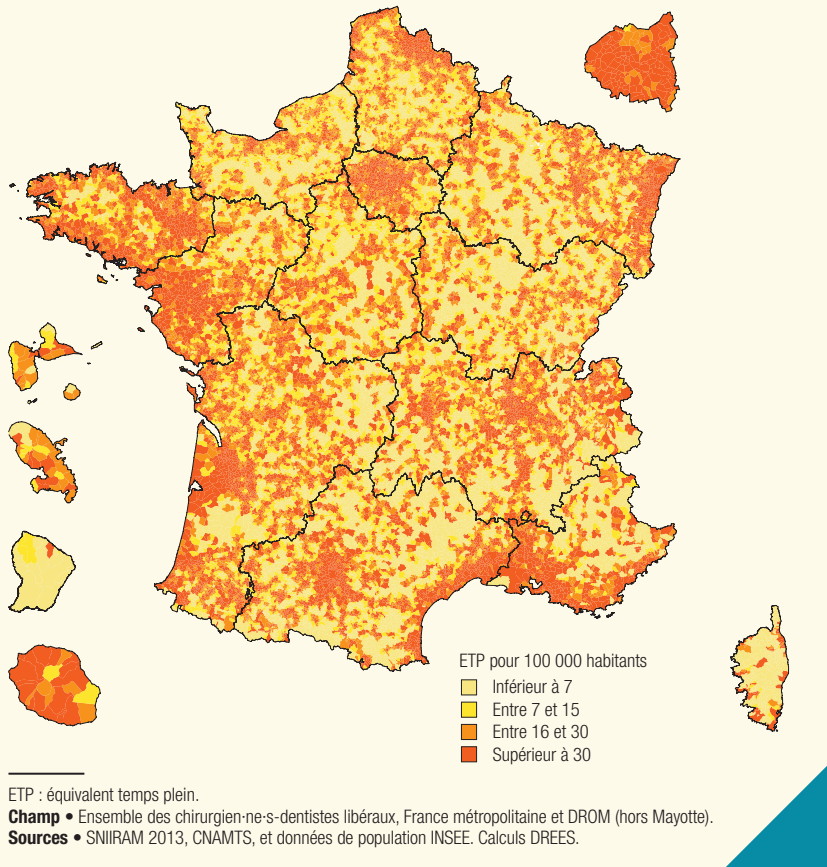 ETP pour 100 000 habitants
Inférieur à 7
Entre 7 et 15
Entre 16 et 30
Supérieur à 30
ETP : équivalent temps plein.
Champ • Ensemble des chirurgien·ne·s-dentistes libéraux, France métropolitaine et DROM (hors Mayotte).
Sources • SNIIRAM 2013, CNAMTS, et données de population INSEE. Calculs DREES.